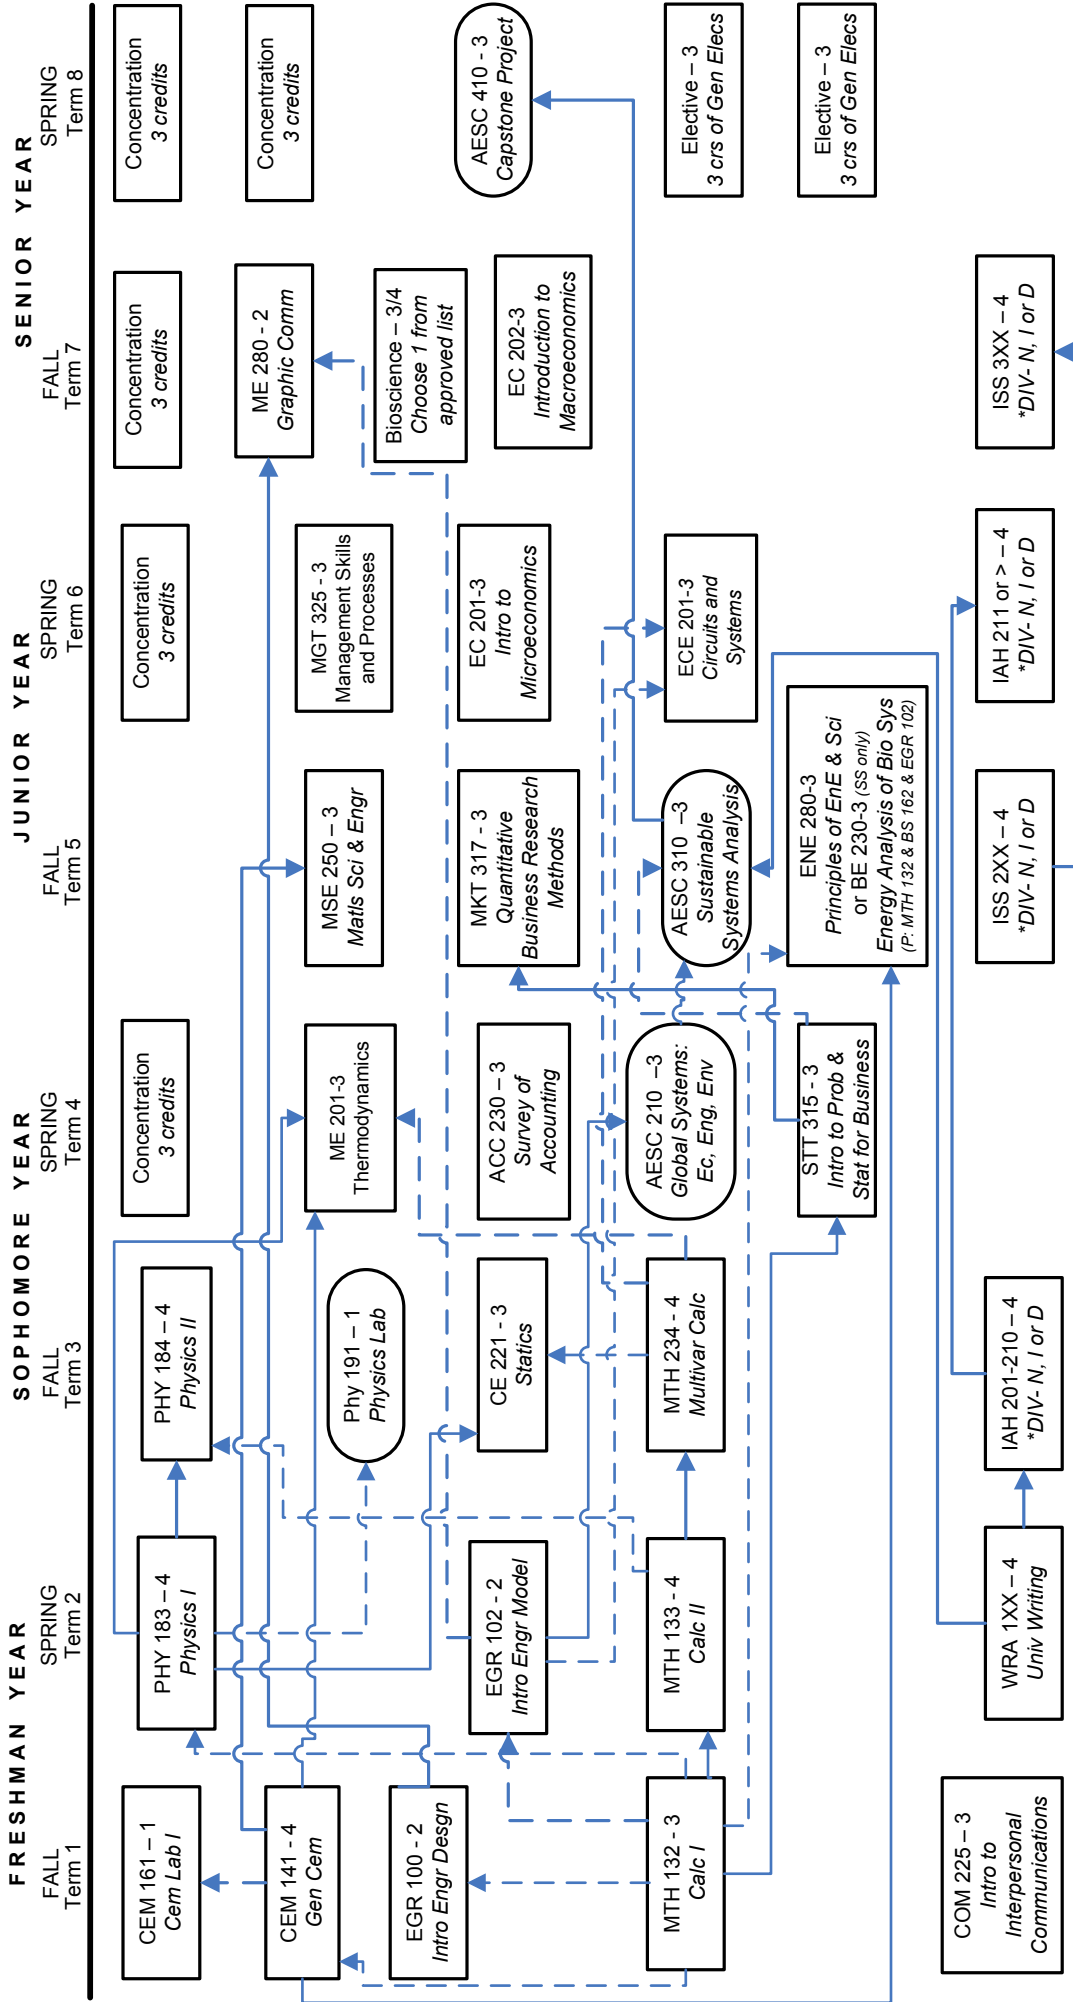 FRESHMAN YEAR
SOPHOMORE YEAR
JUNIOR YEAR
SENIOR YEAR
FALL
Term 1
SPRING
Term 2
FALL
Term 3
SPRING
Term 4
FALL
Term 5
SPRING
Term 6
FALL
Term 7
SPRING
Term 8
CEM 161 – 1
Cem Lab I
CEM 141 - 4
Gen Cem
EGR 100 - 2
Intro Engr Desgn
MTH 132 - 3
Calc I
COM 225 – 3
Intro to
Interpersonal
Communications
PHY 183 – 4
Physics I
EGR 102 - 2
Intro Engr Model
MTH 133 - 4
Calc II
WRA 1XX – 4
Univ Writing
PHY 184 – 4
Physics II
Phy 191 – 1
Physics Lab
CE 221 - 3
Statics
MTH 234 - 4
Multivar Calc
IAH 201-210 – 4
*DIV- N, I or D
Concentration
3 credits
ME 201-3
Thermodynamics
ACC 230 – 3
Survey of
Accounting
AESC 210 –3
Global Systems:
Ec, Eng, Env
STT 315 - 3
Intro to Prob &
Stat for Business
MSE 250 – 3
Matls Sci & Engr
MKT 317 - 3
Quantitative
Business Research
Methods
AESC 310 –3
Sustainable
Systems Analysis
ENE 280-3
Principles of EnE & Sci
or BE 230-3 (SS only)
Energy Analysis of Bio Sys
(P: MTH 132 & BS 162 & EGR 102)
ISS 2XX – 4
*DIV- N, I or D
Concentration
3 credits
MGT 325 - 3
Management Skills
and Processes
EC 201-3
Intro to
Microeconomics
ECE 201-3
Circuits and
Systems
IAH 211 or > – 4
*DIV- N, I or D
Concentration
3 credits
ME 280 - 2
Graphic Comm
Bioscience – 3/4
Choose 1 from
approved list
EC 202-3
Introduction to
Macroeconomics
ISS 3XX – 4
*DIV- N, I or D
Concentration
3 credits
Concentration
3 credits
AESC 410 - 3
Capstone Project
Elective – 3
3 crs of Gen Elecs
Elective – 3
3 crs of Gen Elecs